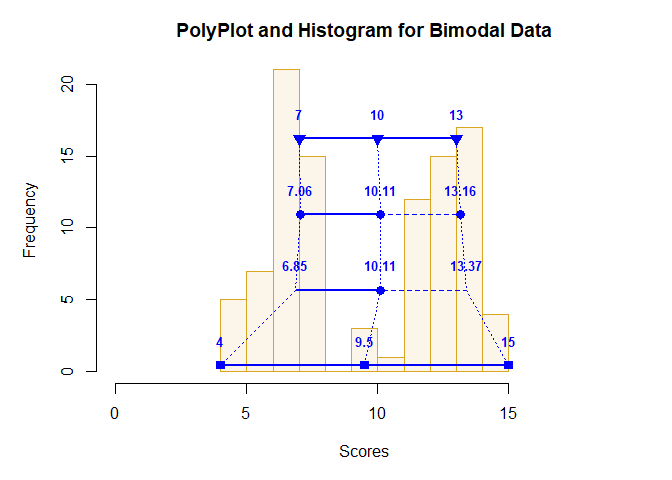 PolyPlot and Histogram for Bimodal Data
20
15
10
5
0
Frequency
7 10 13
7.06 10.11 13.16
6.85 10.11 13.37
4 9.5 15
0 5 10 15
Scores